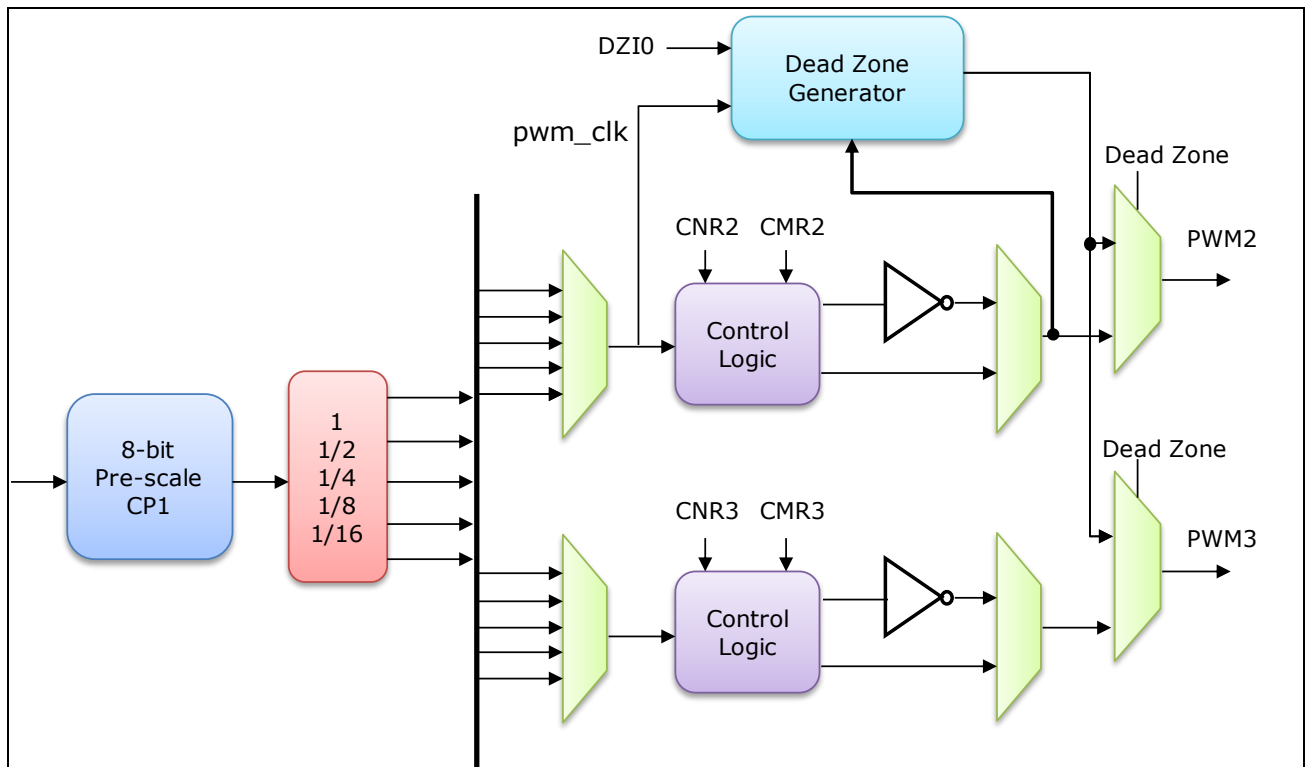 DZI0
Dead Zone
Generator
pwm_clk
Dead Zone
CNR2
CMR2
PWM2
Control
Logic
8-bit
Pre-scale
CP1
1
1/2
1/4
1/8
1/16
Dead Zone
CNR3
CMR3
PWM3
Control
Logic